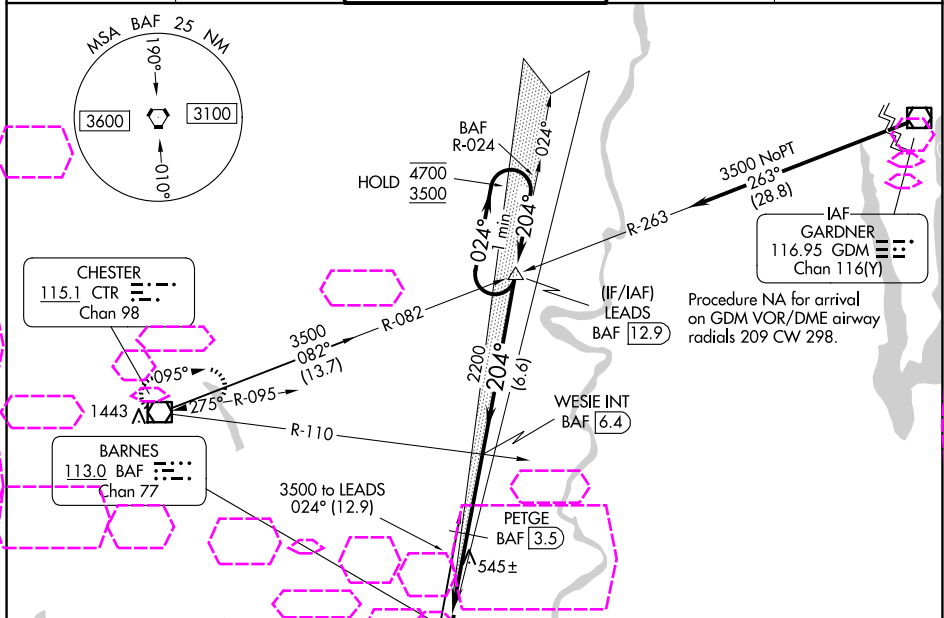 MSA BAF 25 NM
190°
3600
3100
010°
BAF
R-024
HOLD
4700
3500
024°
024°
1 min
204°
3500 NoPT
263°
(28.8)
R-263
IAF
GARDNER
116.95 GDM
Chan 116(Y)
Procedure NA for arrival
on GDM VOR/DME airway
radials 209 CW 298.
(IF/IAF)
LEADS
BAF 12.9
CHESTER
115.1 CTR
Chan 98
3500
082°
(13.7)
R-082
095°
275°
R-095
1443
R-110
2200
204°
(6.6)
WESIE INT
BAF 6.4
BARNES
113.0 BAF
Chan 77
3500 to LEADS
024° (12.9)
PETGE
BAF 3.5
545±